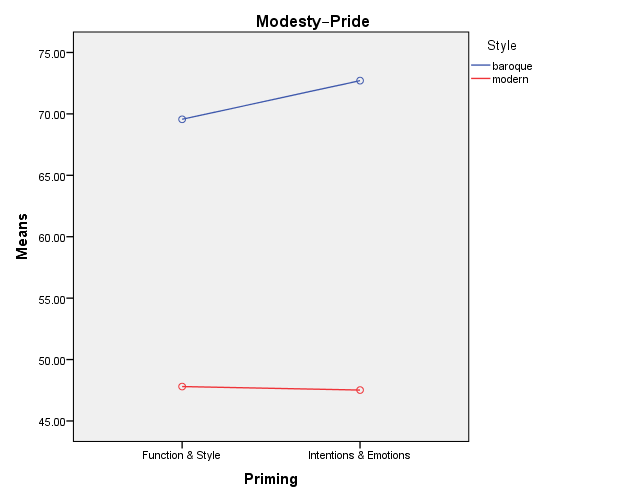 Modesty-Pride
Style
baroque
modern
75.00
70.00
65.00
60.00
55.00
50.00
45.00
Means
Function & Style
Intentions & Emotions
Priming